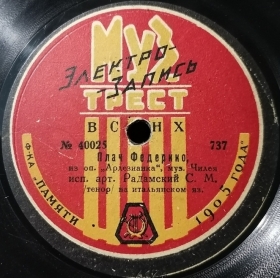 МУЗ
ЭЛЕКТРО-
ЗАПИСЬ
ТРЕСТ
ВСНХ
№ 40025 737
Плач Федерико,
из оп. "Арлезианка", муз. Чилеа
исп. арт. Радамский С. М.
/тенор/ на итальянском яз.
Ф-КА "ПАМЯТИ 1905 ГОДА"